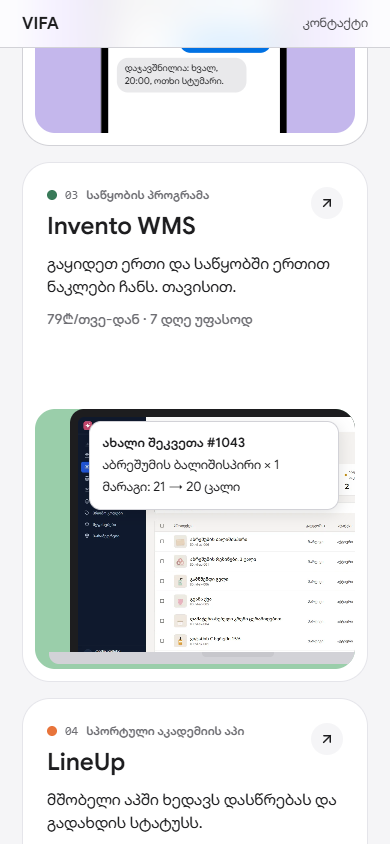 VIFA
კონტაქტი
დაჯავშნილია: ხვალ,
20:00, ოთხი სტუმარი.
03 საწყობის პროგრამა
Invento WMS
გაყიდეთ ერთი და საწყობში ერთით
ნაკლები ჩანს. თავისით.
79₾/თვე-დან · 7 დღე უფასოდ
ახალი შეკვეთა #1043
აბრეშუმის ბალიშისპირი × 1
მარაგი: 21 → 20 ცალი
2
04 სპორტული აკადემიის აპი
LineUp
მშობელი აპში ხედავს დასწრებას და
გადახდის სტატუსს.